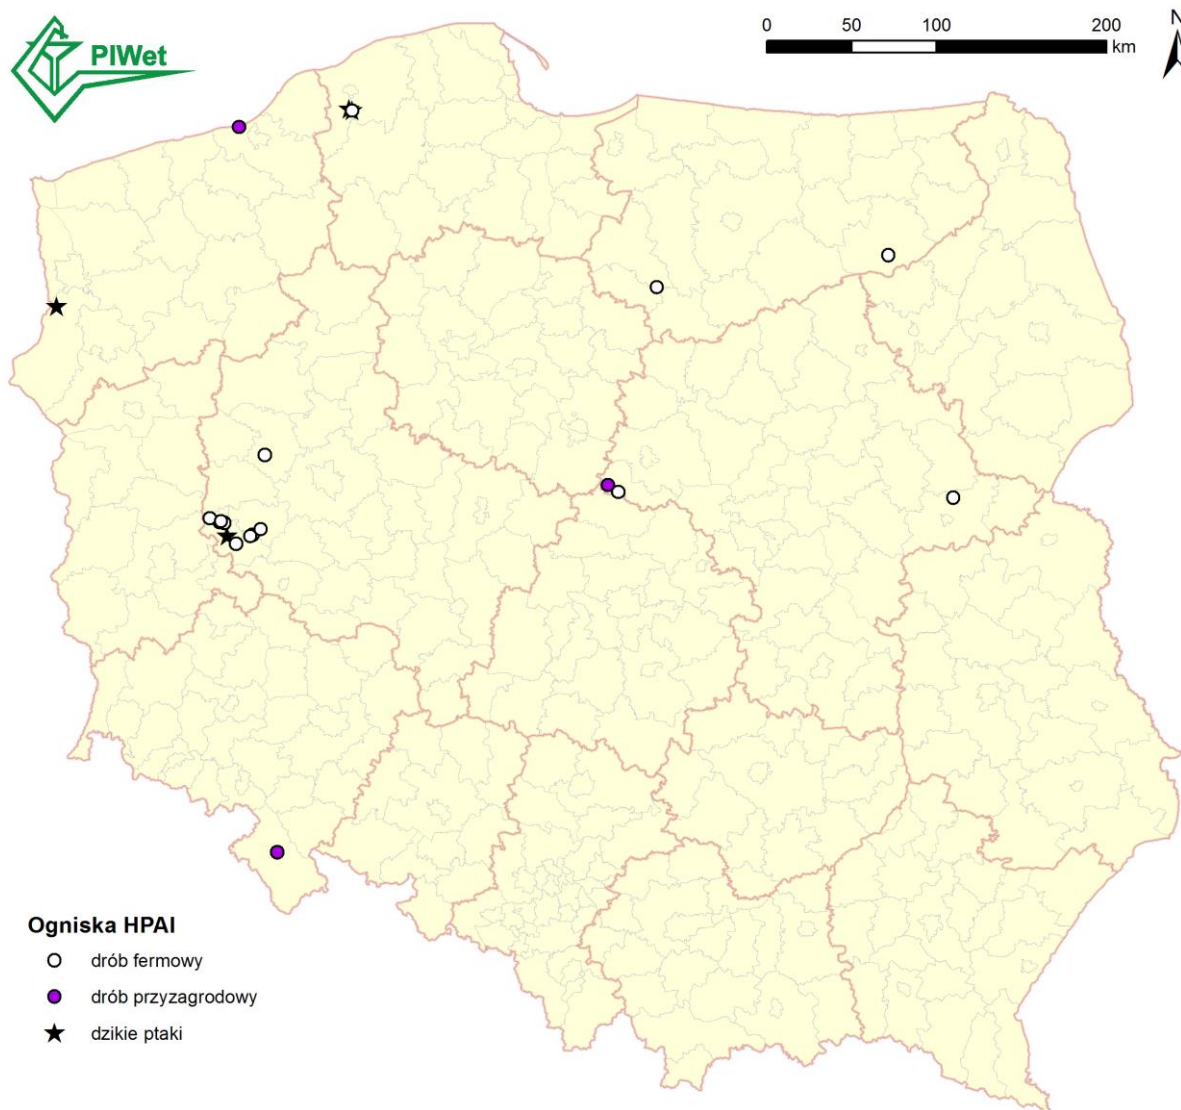 PIWet
0 50 100 200
km
N
Ogniska HPAI
drób fermowy
drób przyzagrodowy
dzikie ptaki